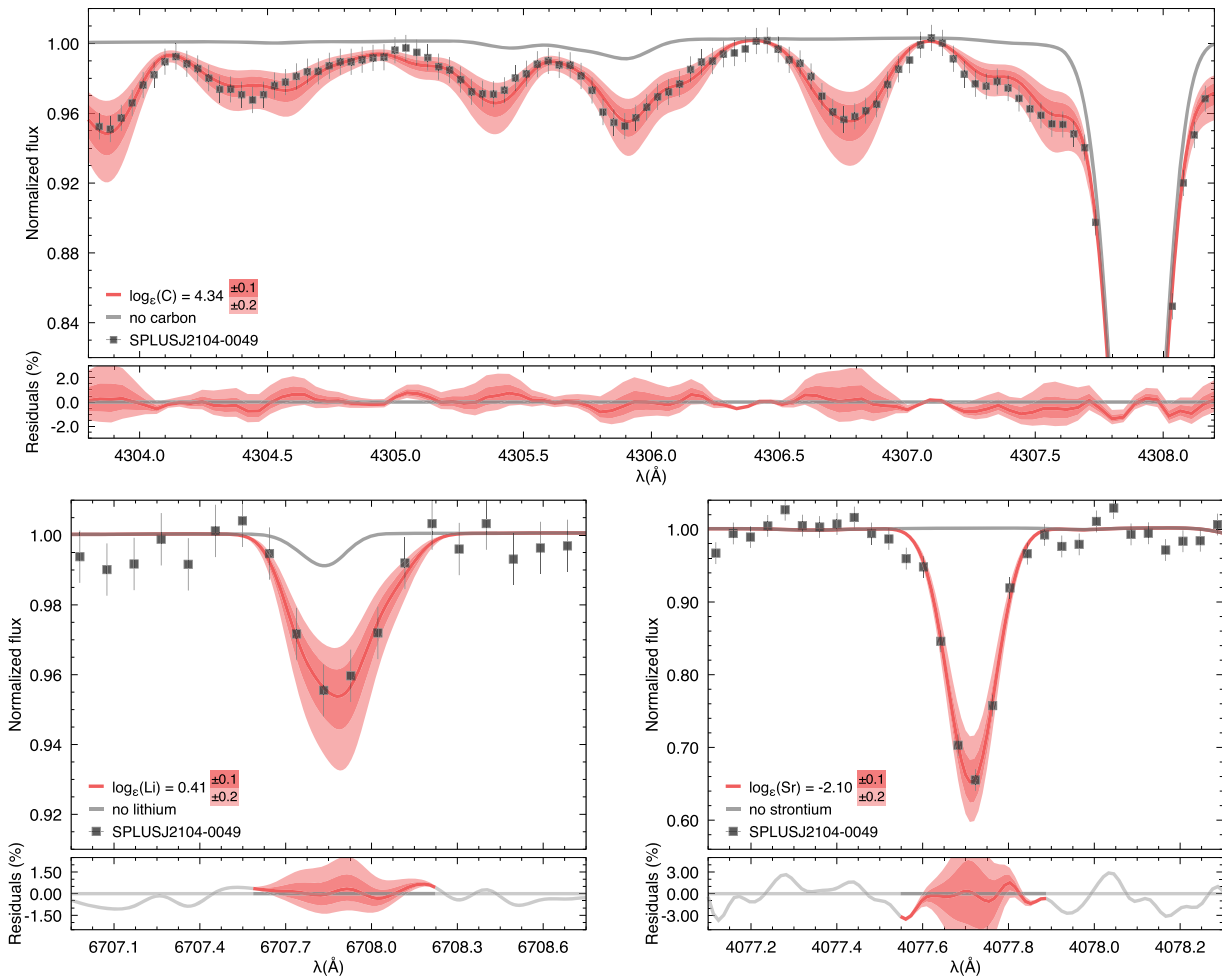 Normalized flux
1.00
0.96
0.92
0.88
0.84
logε(C) = 4.34 ±0.1
±0.2
no carbon
SPLUSJ2104-0049
Residuals (%)
2.0
0.0
-2.0
4304.0 4304.5 4305.0 4305.5 4306.0 4306.5 4307.0 4307.5 4308.0
λ(Å)
Normalized flux
1.00
0.98
0.96
0.94
0.92
logε(Li) = 0.41 ±0.1
±0.2
no lithium
SPLUSJ2104-0049
Residuals (%)
1.50
0.00
-1.50
6707.1 6707.4 6707.7 6708.0 6708.3 6708.6
λ(Å)
Normalized flux
1.00
0.90
0.80
0.70
0.60
logε(Sr) = -2.10 ±0.1
±0.2
no strontium
SPLUSJ2104-0049
Residuals (%)
3.00
0.00
-3.00
4077.2 4077.4 4077.6 4077.8 4078.0 4078.2
λ(Å)